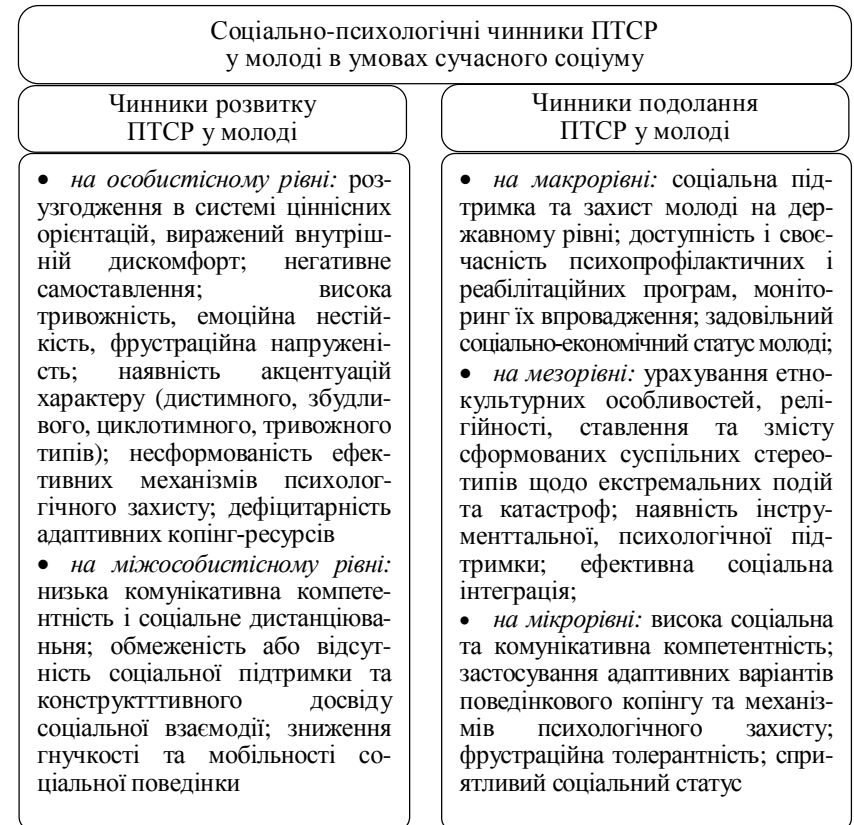 Соціально-психологічні чинники ПТСР
у молоді в умовах сучасного соціуму
Чинники розвитку
ПТСР у молоді
• на особистісному рівні: роз-
узгодження в системі ціннісних
орієнтацій, виражений внутріш-
ній дискомфорт; негативне
самоставлення; висока
тривожність, емоційна нестій-
кість, фрустраційна напружені-
сть; наявність акцентуацій
характеру (дистимного, збудли-
вого, циклотимного, тривожного
типів); несформованість ефек-
тивних механізмів психолог-
гічного захисту; дефіцитарність
адаптивних копінг-ресурсів
• на міжособистісному рівні:
низька комунікативна компете-
нтність і соціальне дистанціюва-
ньня; обмеженість або відсут-
ність соціальної підтримки та
конструктттивного досвіду
соціальної взаємодії; зниження
гнучкості та мобільності со-
ціальної поведінки
Чинники подолання
ПТСР у молоді
• на макрорівні: соціальна під-
тримка та захист молоді на дер-
жавному рівні; доступність і своє-
часність психопрофілактичних і
реабілітаційних програм, моніто-
ринг їх впровадження; задовільний
соціально-економічний статус молоді;
• на мезорівні: урахування етно-
культурних особливостей, релі-
гійності, ставлення та змісту
сформованих суспільних стерео-
типів щодо екстремальних подій
та катастроф; наявність інстру-
менттальної, психологічної під-
тримки; ефективна соціальна
інтеграція;
• на мікрорівні: висока соціальна
та комунікативна компетентність;
застосування адаптивних варіантів
поведінкового копінгу та механіз-
мів психологічного захисту;
фрустраційна толерантність; спри-
ятливий соціальний статус